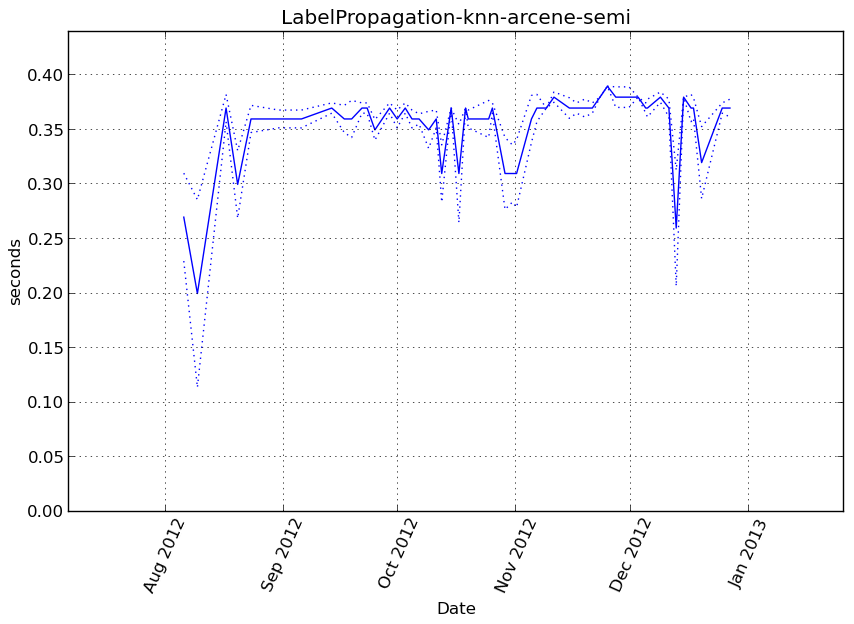 LabelPropagation-knn-arcene-semi
0.40
0.35
0.30
0.25
0.20
0.15
0.10
0.05
0.00
seconds
Aug 2012
Sep 2012
Oct 2012
Nov 2012
Dec 2012
Jan 2013
Date